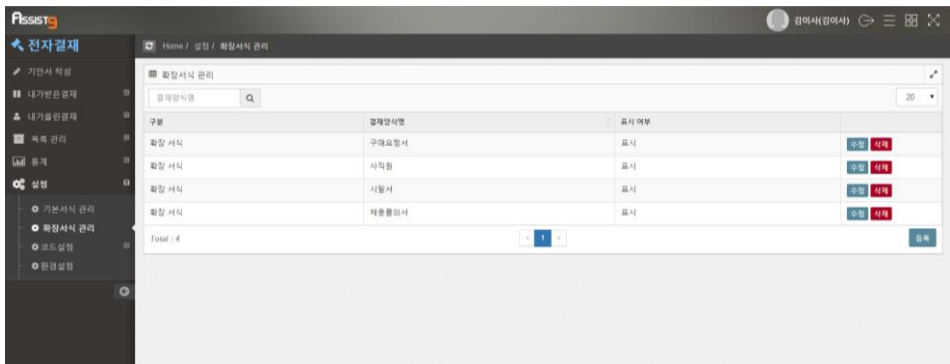 Assist9
김이사(김이사)
전자결재
Home / 설정 / 확장서식 관리
기안서 작성
내가받은결재
내가올린결재
목록 관리
통계
설정
기본서식 관리
확장서식 관리
코드설정
환경설정
확장서식 관리
결재양식명
20
구분 결재양식명 표시 여부
확장 서식 구매요청서 표시 수정 삭제
확장 서식 사직원 표시 수정 삭제
확장 서식 시말서 표시 수정 삭제
확장 서식 채용품의서 표시 수정 삭제
Total : 4
1
등록